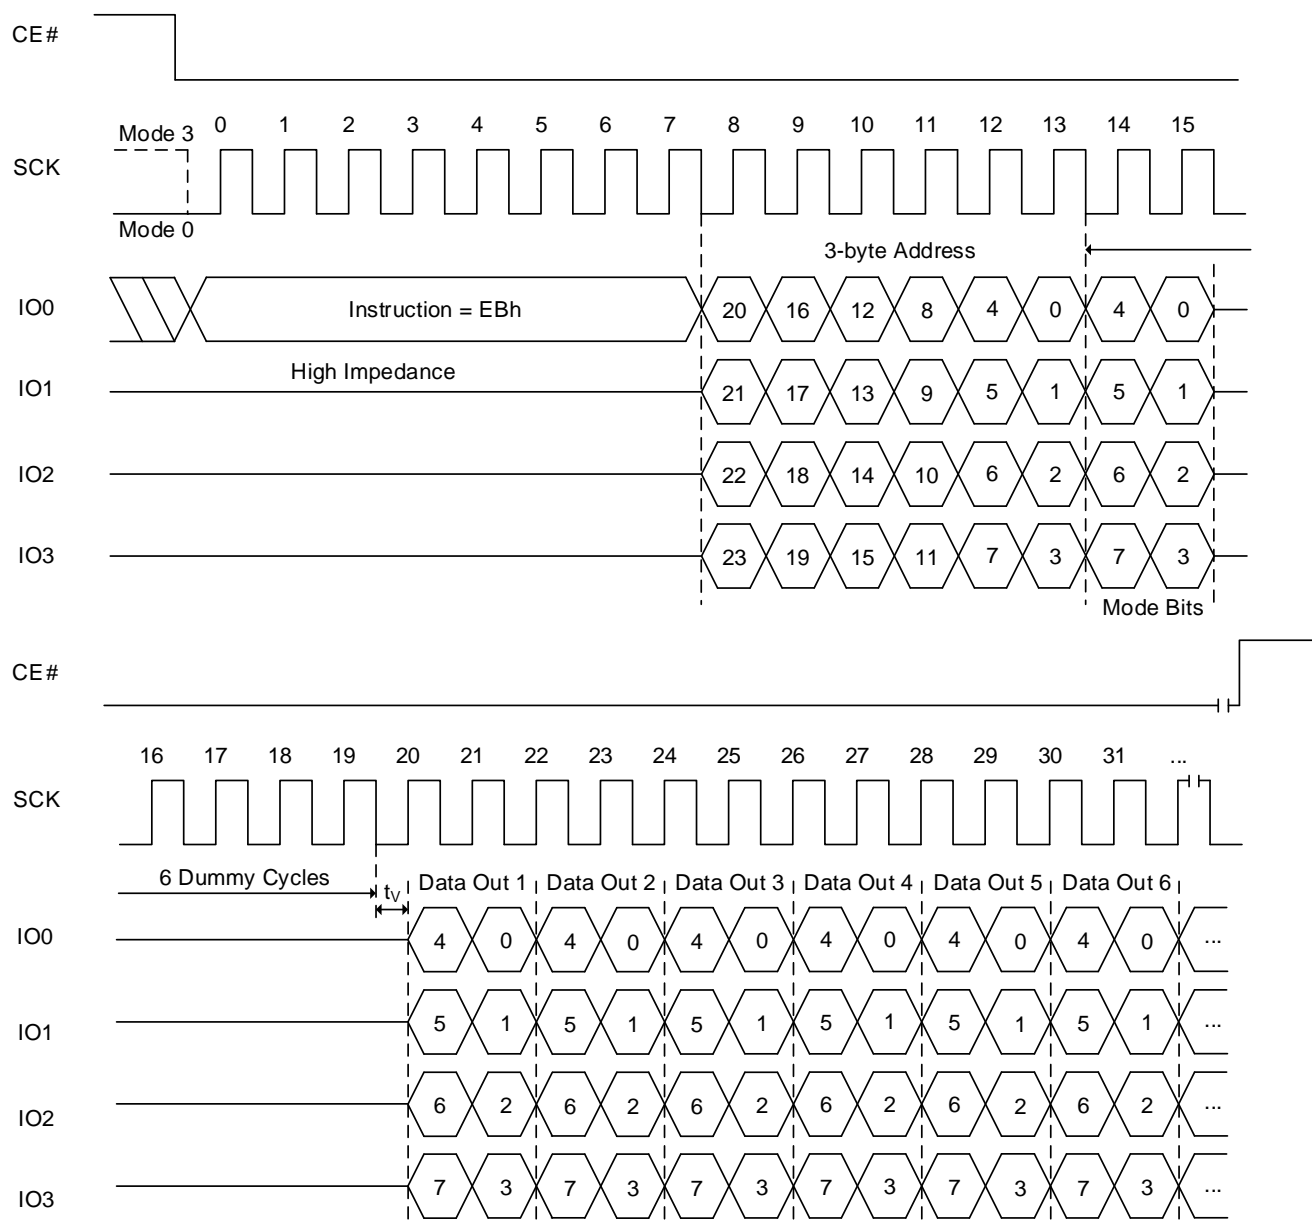 CE#
Mode 3 0 1 2 3 4 5 6 7 8 9 10 11 12 13 14 15
SCK
Mode 0
3-byte Address
IO0 Instruction = EBh 20 16 12 8 4 0 4 0
High Impedance
IO1 21 17 13 9 5 1 5 1
IO2 22 18 14 10 6 2 6 2
IO3 23 19 15 11 7 3 7 3
Mode Bits
CE#
16 17 18 19 20 21 22 23 24 25 26 27 28 29 30 31 ...
SCK
6 Dummy Cycles tV Data Out 1 Data Out 2 Data Out 3 Data Out 4 Data Out 5 Data Out 6
IO0 4 0 4 0 4 0 4 0 4 0 4 0 ...
IO1 5 1 5 1 5 1 5 1 5 1 5 1 ...
IO2 6 2 6 2 6 2 6 2 6 2 6 2 ...
IO3 7 3 7 3 7 3 7 3 7 3 7 3 ...